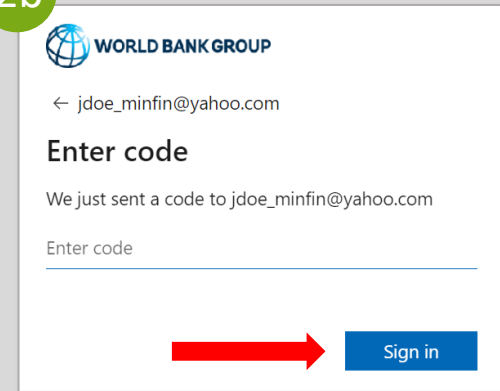 2b
WORLD BANK GROUP
← jdoe_minfin@yahoo.com
Enter code
We just sent a code to jdoe_minfin@yahoo.com
Enter code
Sign in